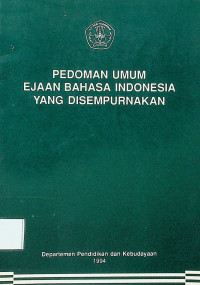 PEDOMAN UMUM
EJAAN BAHASA INDONESIA
YANG DISEMPURNAKAN
Departemen Pendidikan dan Kebudayaan
1994